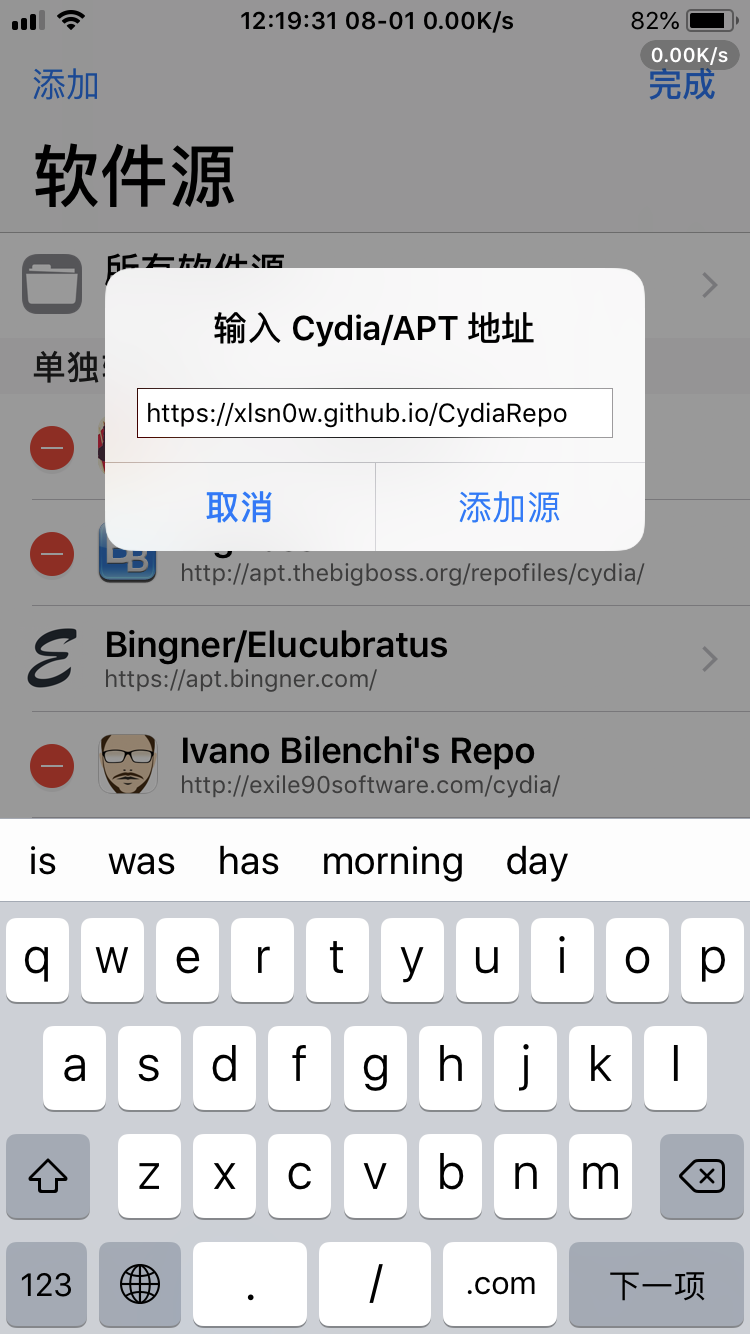 12:19:31 08-01 0.00K/s 82%
0.00K/s
添加 完成
软件源
所有软件源
单独
输入 Cydia/APT 地址
https://xlsn0w.github.io/CydiaRepo
取消 添加源
http://apt.thebigboss.org/repofiles/cydia/
Bingner/Elucubratus
https://apt.bingner.com/
Ivano Bilenchi's Repo
http://exile90software.com/cydia/
is was has morning day
q w e r t y u i o p
a s d f g h j k l
z x c v b n m
123 . / .com 下一项